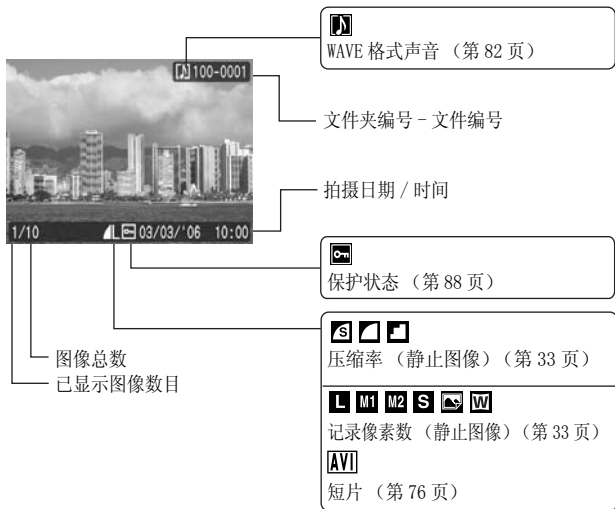 WAVE 格式声音 （第 82 页）
100-0001
文件夹编号－文件编号
拍摄日期 / 时间
1/10 L 03/03/'06 10:00
保护状态 （第 88 页）
S
压缩率 （静止图像）（第 33 页）
图像总数
已显示图像数目
L M1 M2 S W
记录像素数 （静止图像）（第 33 页）
AVI
短片 （第 76 页）